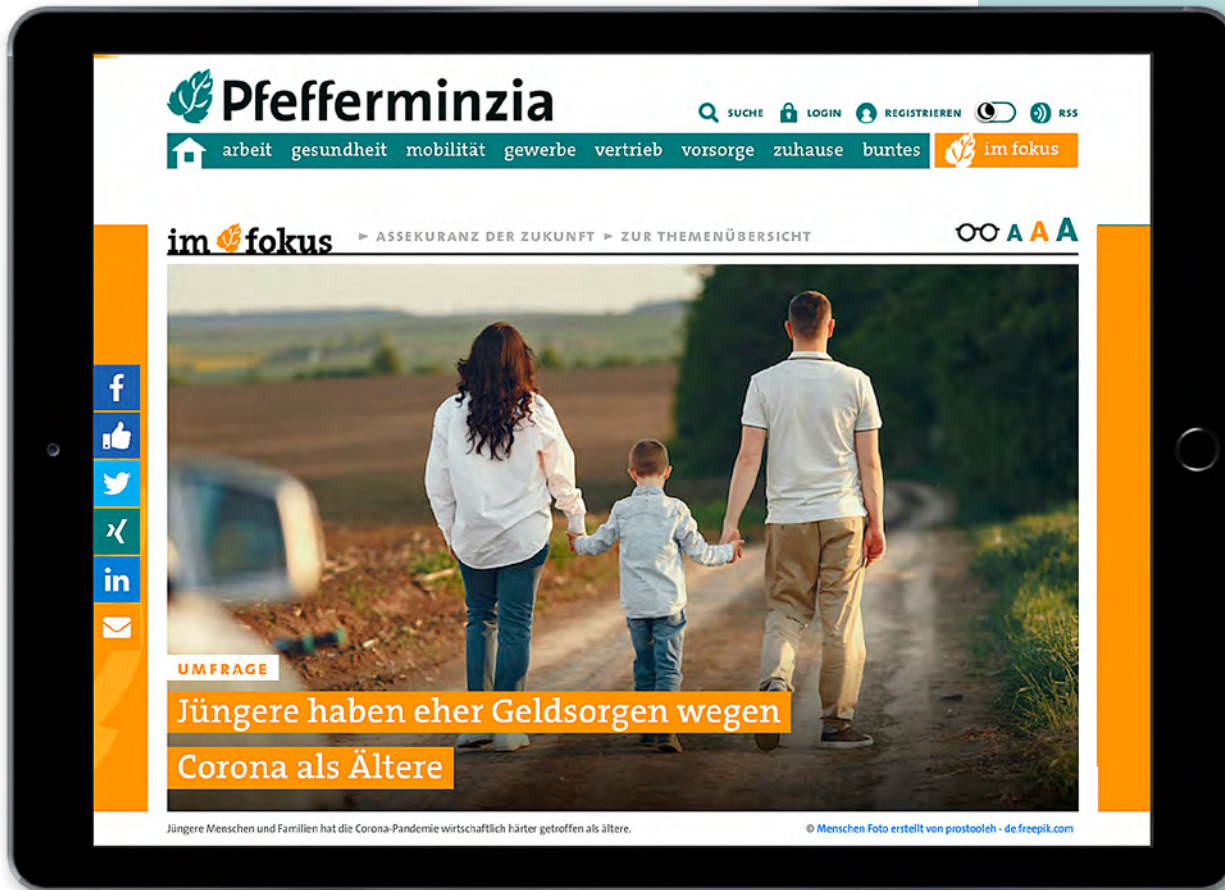 Pfefferminzia
SUCHE LOGIN REGISTRIEREN RSS
arbeit gesundheit mobilität gewerbe vertrieb vorsorge zuhause buntes im fokus
im fokus ► ASSEKURANZ DER ZUKUNFT ► ZUR THEMENÜBERSICHT A A A
f
in
UMFRAGE
Jüngere haben eher Geldsorgen wegen
Corona als Ältere
Jüngere Menschen und Familien hat die Corona-Pandemie wirtschaftlich härter getroffen als ältere. © Menschen Foto erstellt von prostooleh - de.freepik.com